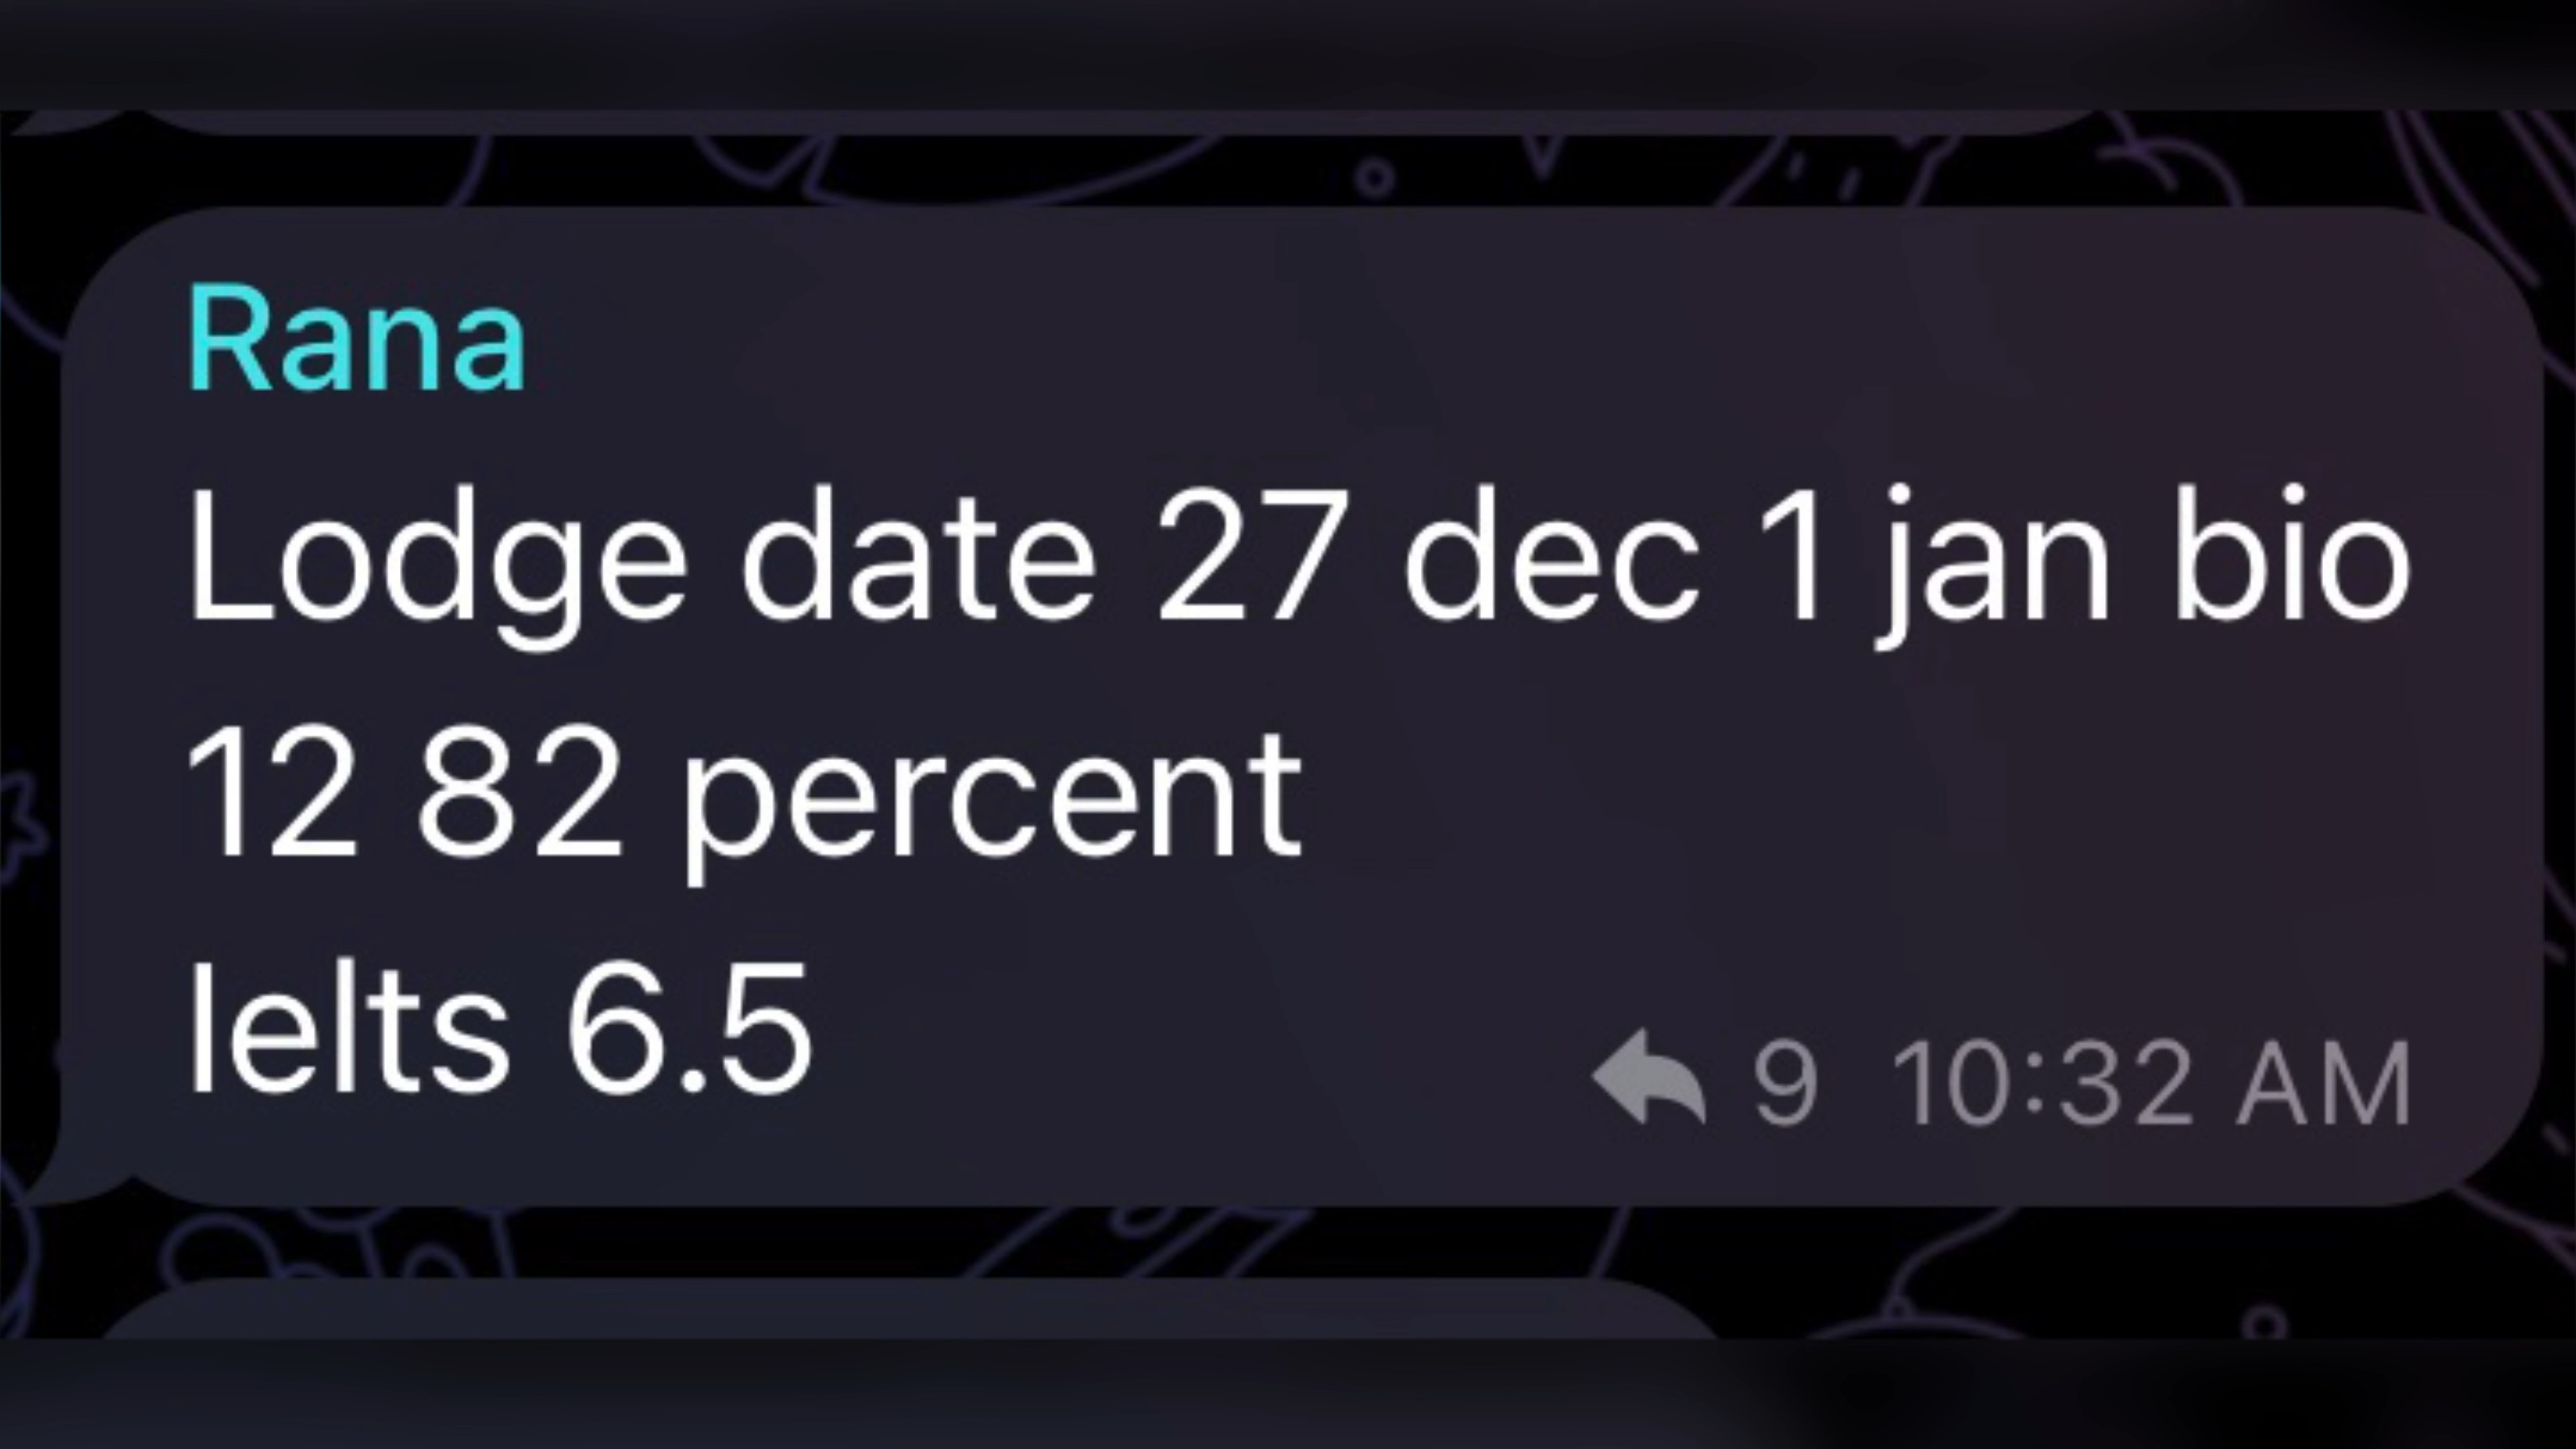 Rana
Lodge date 27 dec 1 jan bio
12 82 percent
Ielts 6.5
9 10:32 AM